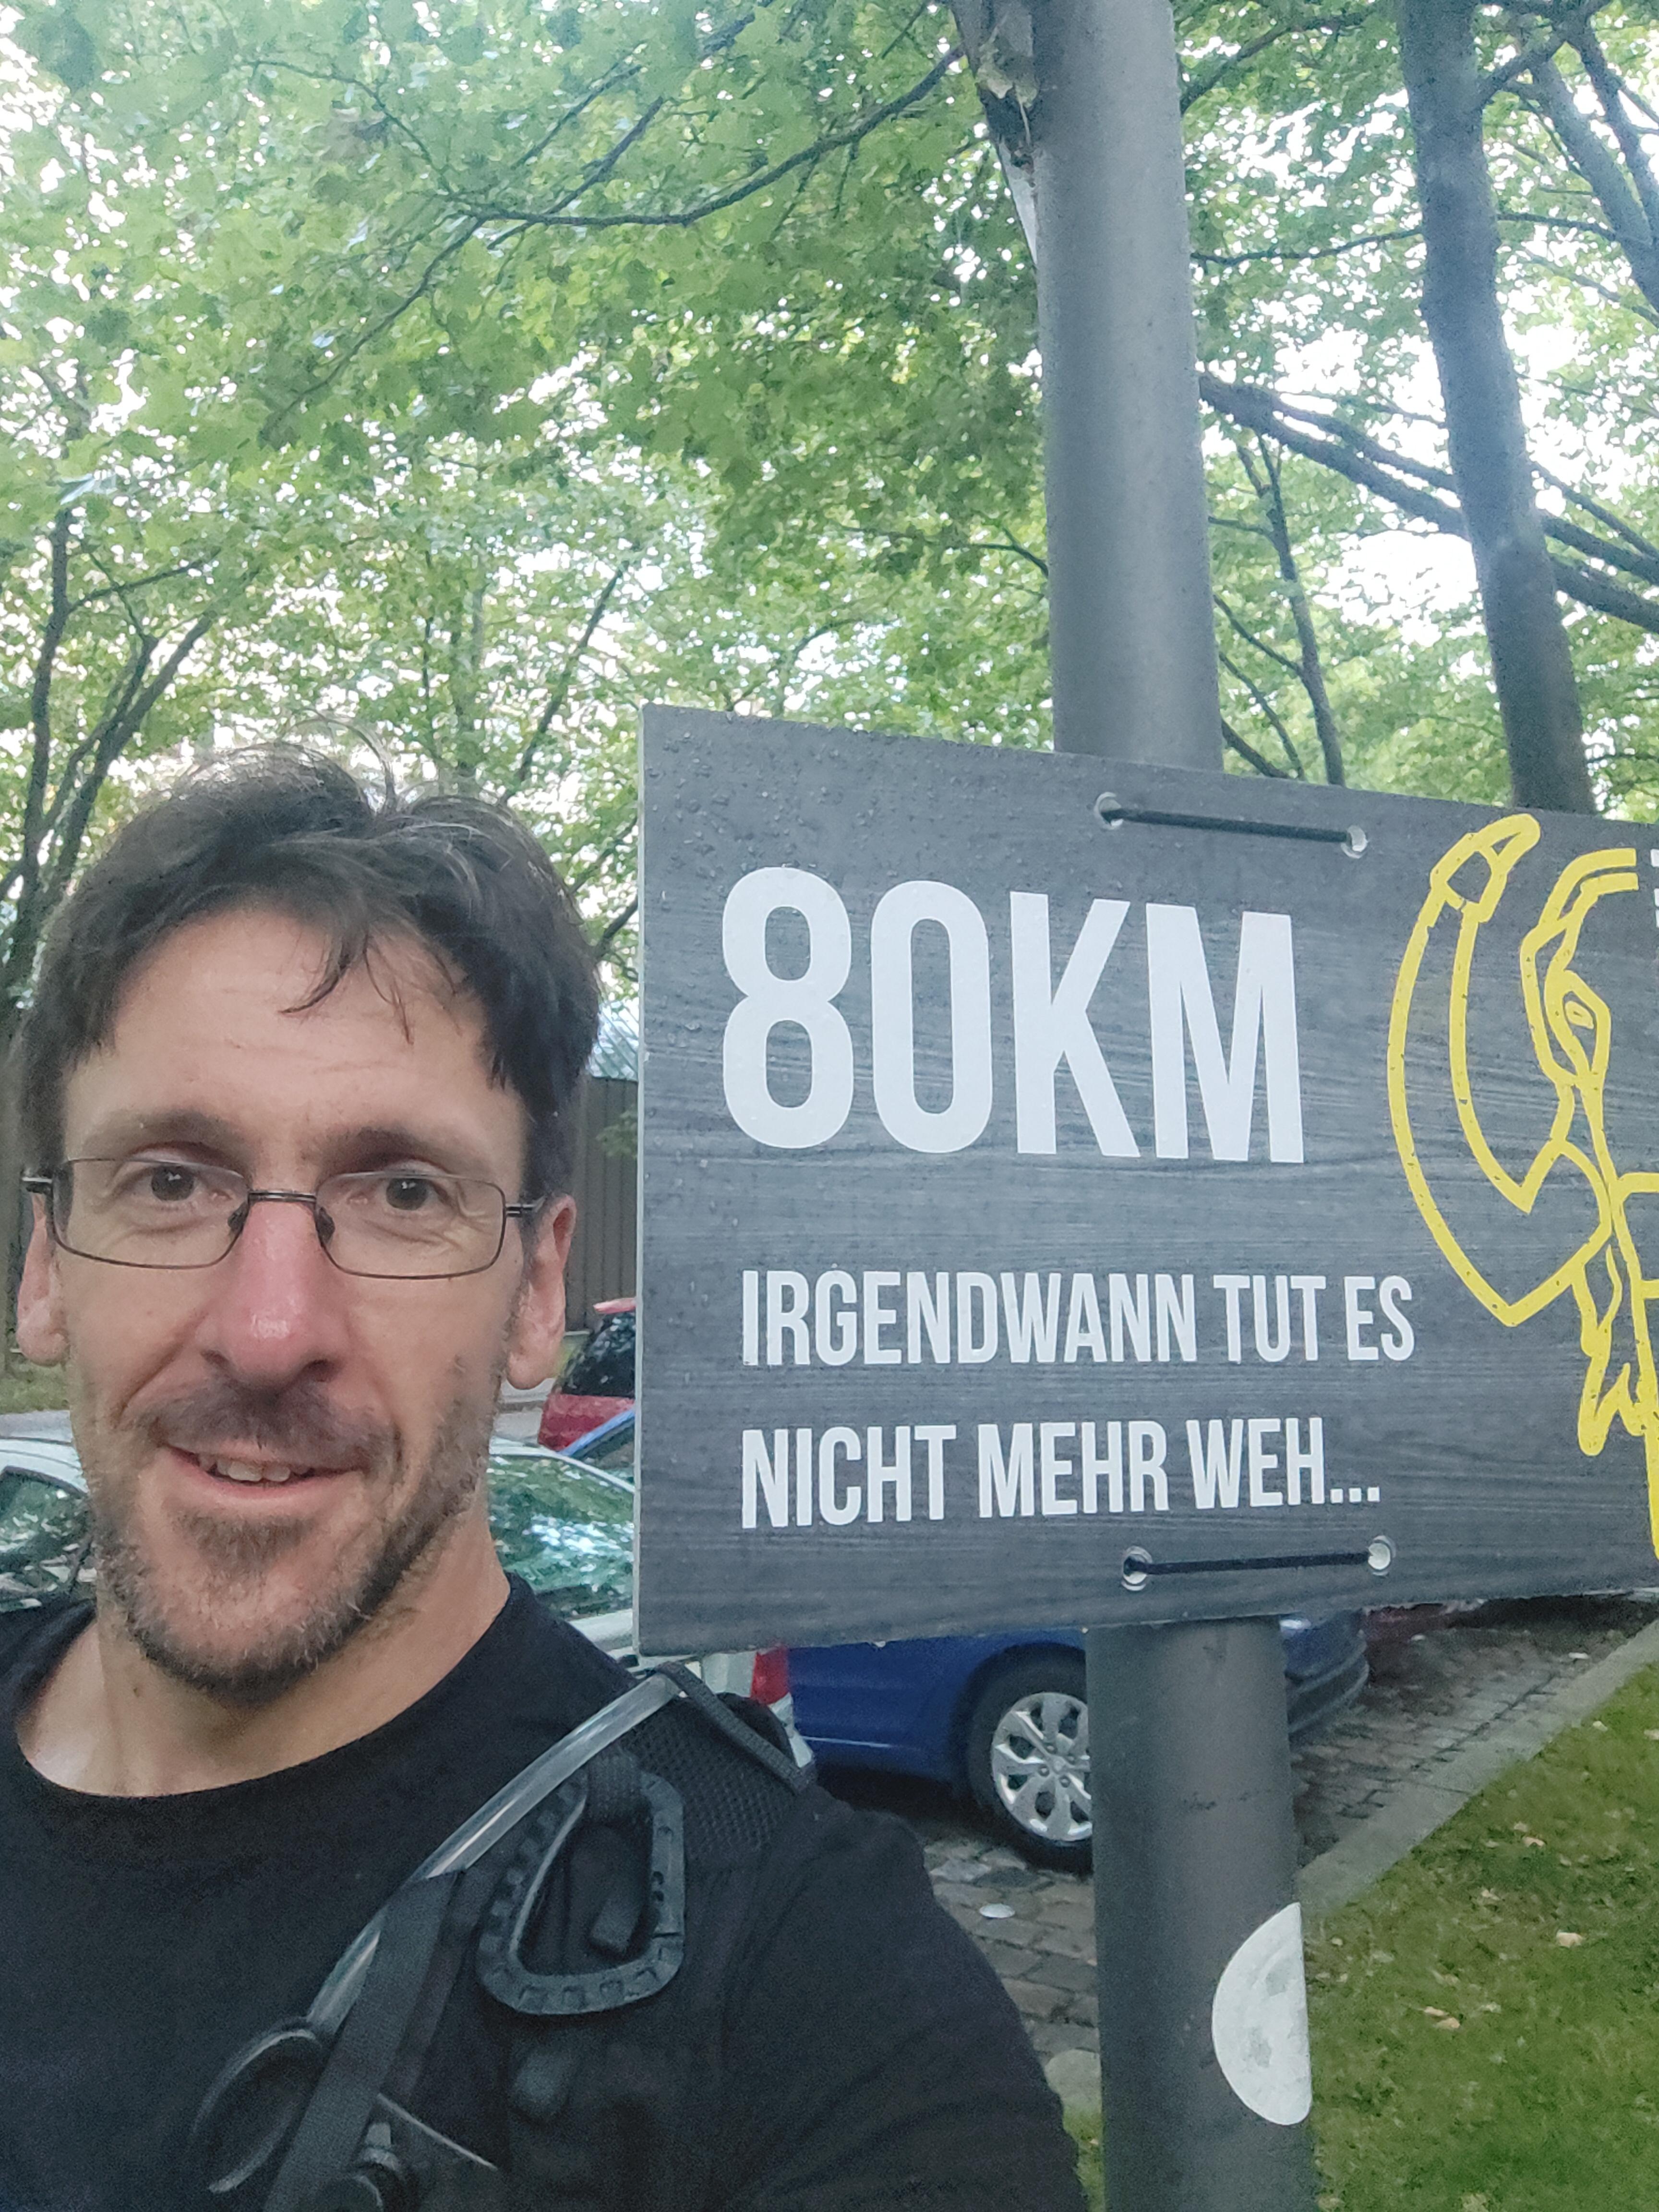 80KM
IRGENDWANN TUT ES
NICHT MEHR WEH...